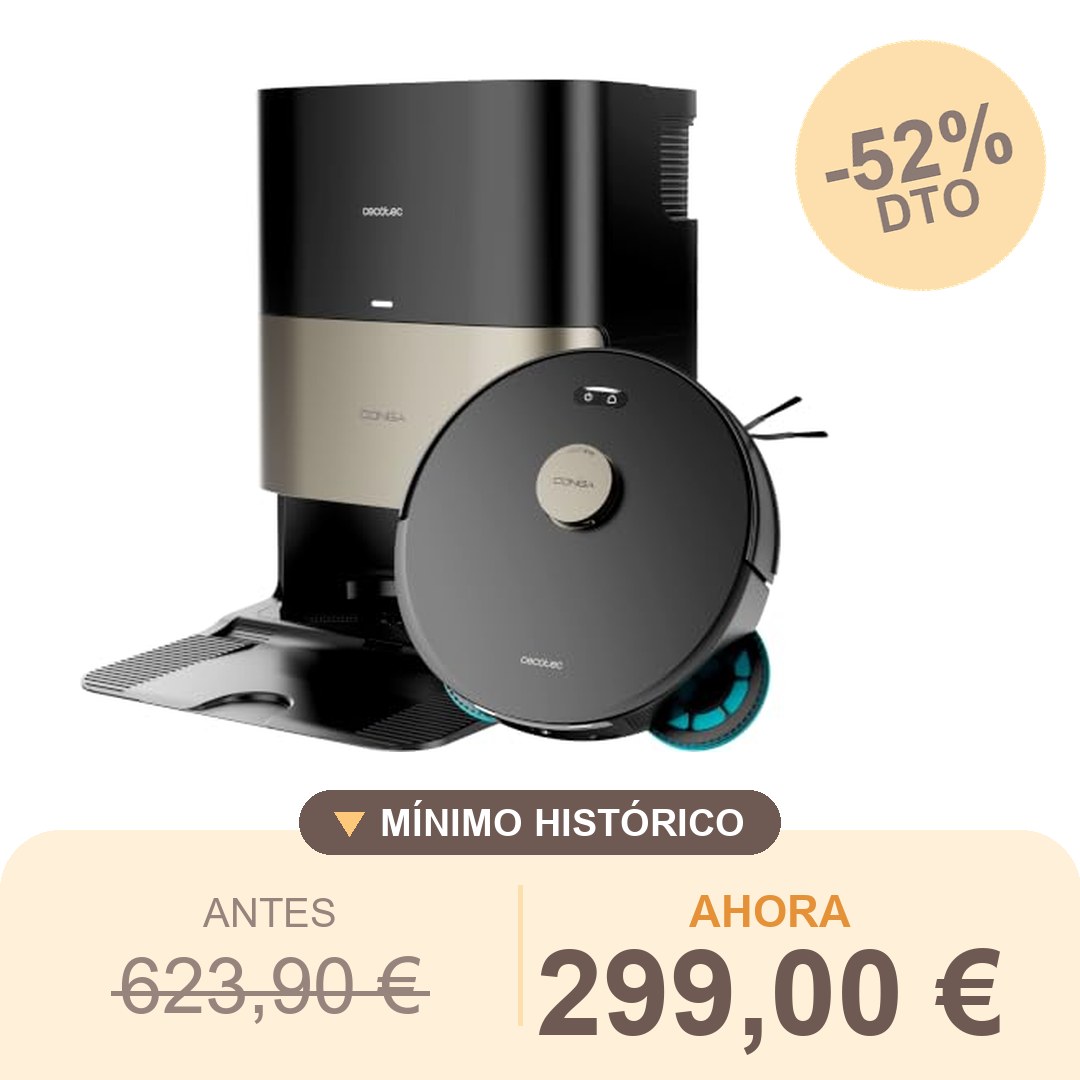 -52%
DTO
cecotec
CONGA
CONGA
cecotec
MÍNIMO HISTÓRICO
ANTES
623,90 €
AHORA
299,00 €